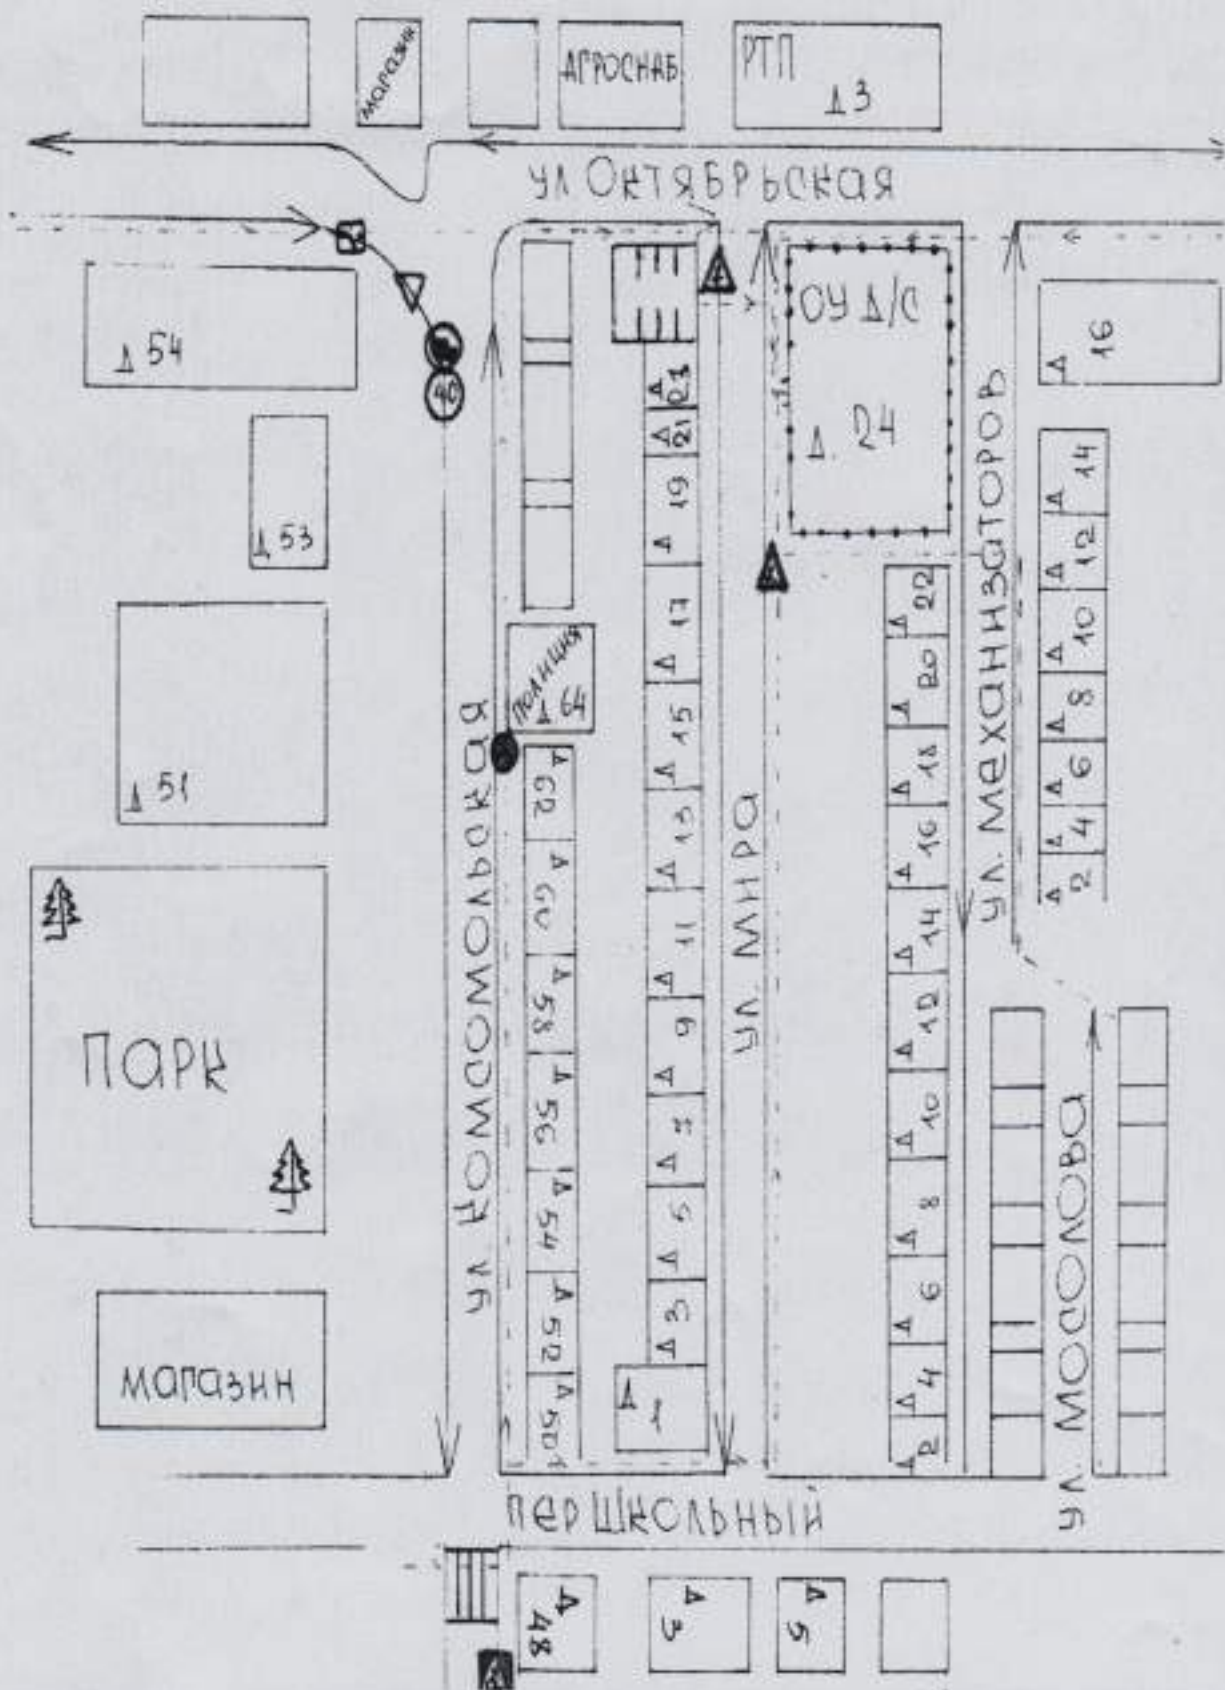 магазин
АГРОСНАБ
РТП
д 3
ул Октябрьская
д 54
40
ОУ Д/С
д. 24
д 16
д 53
д 23
д 21
д 19
д 17
д 15
д 13
д 11
д 9
д 7
д 5
д 3
д 1
полиция
д 64
д 51
д 62
д 60
д 58
д 56
д 54
д 52
д 50
ул Комсомольская
ул. Мира
д 22
д 20
д 18
д 16
д 14
д 12
д 10
д 8
д 6
д 4
д 2
ул. Механизаторов
д 14
д 12
д 10
д 8
д 6
д 4
д 2
ПАРК
магазин
ул. Мосолова
пер Школьный
д 48
д 3
д 5